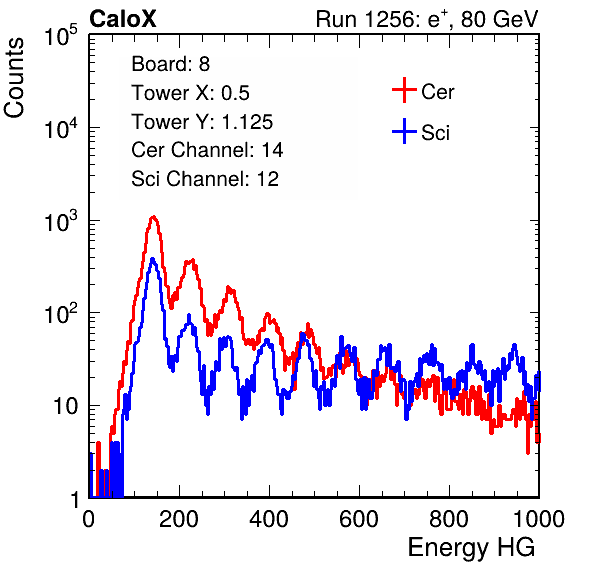 CaloX Run 1256: e⁺, 80 GeV
Board: 8
Tower X: 0.5
Tower Y: 1.125
Cer Channel: 14
Sci Channel: 12
Cer
Sci
Counts
10⁵
10⁴
10³
10²
10
1
0 200 400 600 800 1000
Energy HG